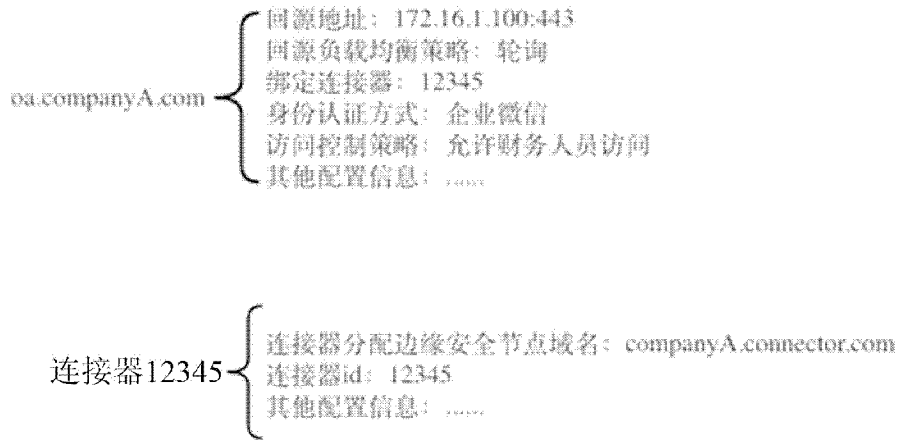 oa.companyA.com
回源地址：172.16.1.100:443
回源负载均衡策略：轮询
绑定连接器：12345
身份认证方式：企业微信
访问控制策略：允许财务人员访问
其他配置信息：......
连接器12345
连接器分配边缘安全节点域名：companyA.connector.com
连接器id：12345
其他配置信息：......